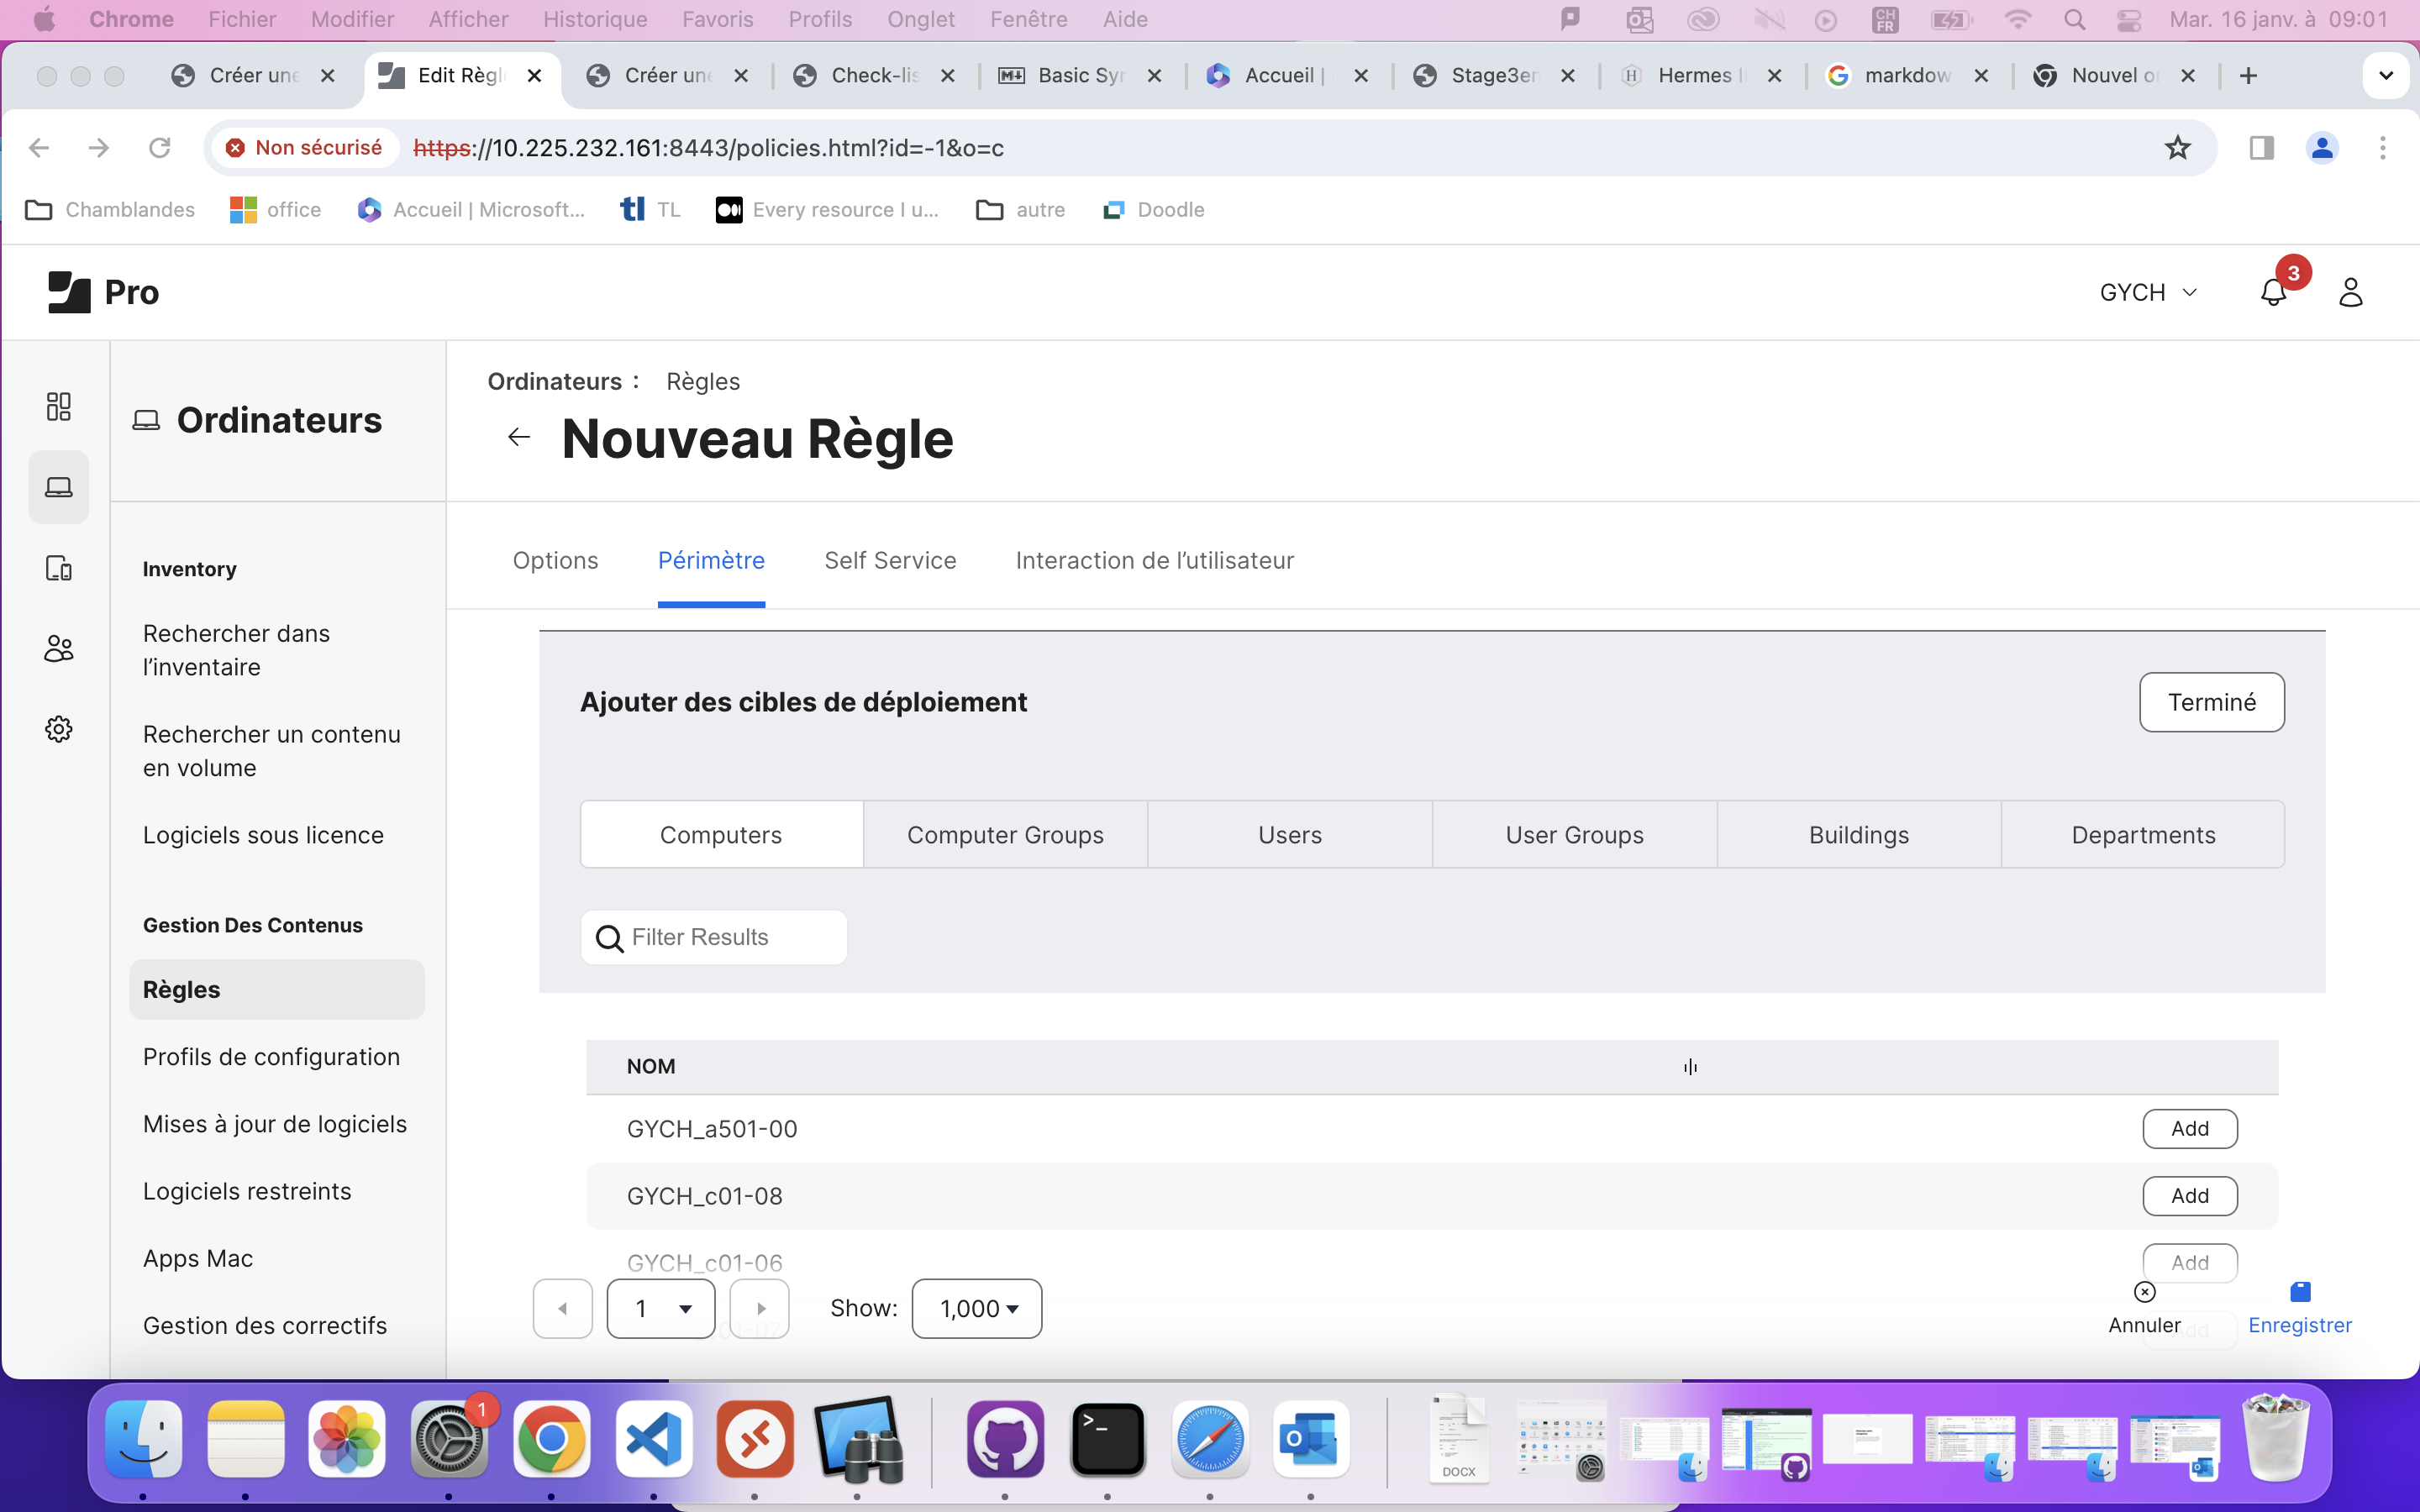 Chrome Fichier Modifier Afficher Historique Favoris Profils Onglet Fenêtre Aide CH FR Mar. 16 janv. à 09:01
Créer une Edit Règl Créer un Check-lis Basic Syr Accueil | Stage3en Hermes markdow Nouvel o
Non sécurisé https://10.225.232.161:8443/policies.html?id=-1&o=c
Chamblandes office Accueil | Microsoft... tl TL Every resource I u... autre Doodle
Pro GYCH 3
Ordinateurs
Inventory
Rechercher dans
l’inventaire
Rechercher un contenu
en volume
Logiciels sous licence
Gestion Des Contenus
Règles
Profils de configuration
Mises à jour de logiciels
Logiciels restreints
Apps Mac
Gestion des correctifs
Ordinateurs : Règles
Nouveau Règle
Options Périmètre Self Service Interaction de l’utilisateur
Ajouter des cibles de déploiement Terminé
Computers Computer Groups Users User Groups Buildings Departments
Filter Results
NOM
GYCH_a501-00 Add
GYCH_c01-08 Add
GYCH_c01-06 Add
1 Show: 1,000
Annuler Enregistrer
1
DOCX